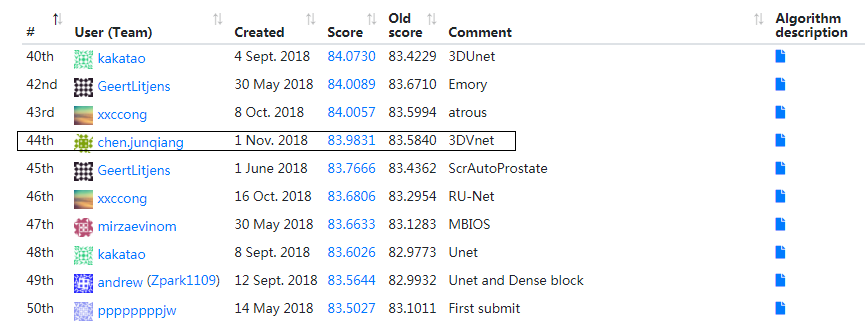 # User (Team) Created Score Old score Comment Algorithm description
40th kakatao 4 Sept. 2018 84.0730 83.4229 3DUnet
42nd GeertLitjens 30 May 2018 84.0089 83.6710 Emory
43rd xxccong 8 Oct. 2018 84.0057 83.5994 atrous
44th chen.junqiang 1 Nov. 2018 83.9831 83.5840 3DVnet
45th GeertLitjens 1 June 2018 83.7666 83.4362 ScrAutoProstate
46th xxccong 16 Oct. 2018 83.6806 83.2954 RU-Net
47th mirzaevinom 30 May 2018 83.6633 83.1283 MBIOS
48th kakatao 8 Sept. 2018 83.6026 82.9773 Unet
49th andrew (Zpark1109) 12 Sept. 2018 83.5644 82.9932 Unet and Dense block
50th ppppppppjw 14 May 2018 83.5027 83.1011 First submit